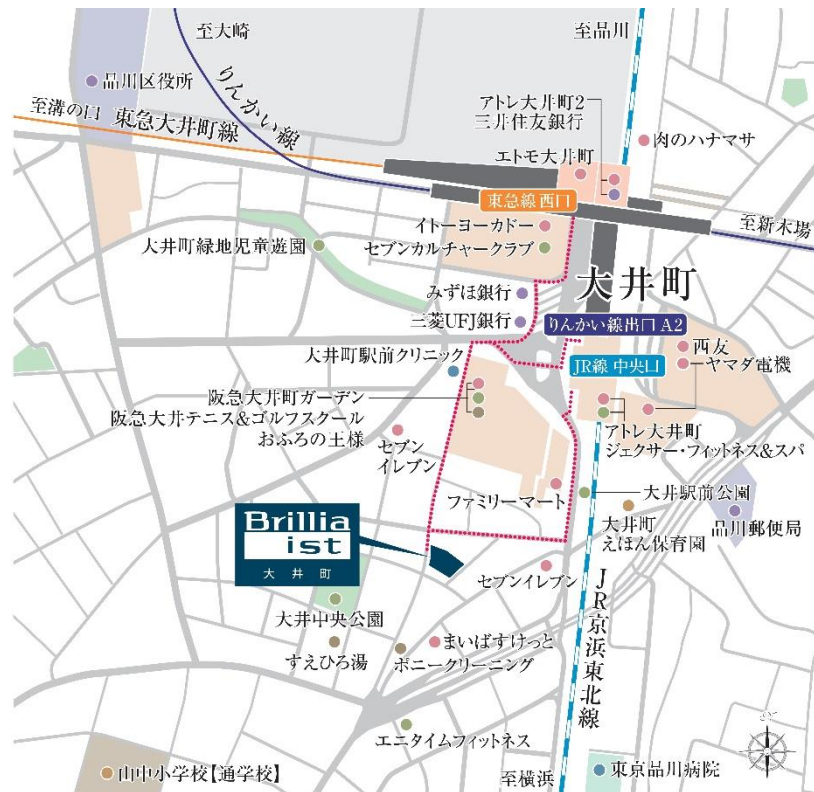 至大崎
至品川
品川区役所
りんかい線
アトレ大井町2
三井住友銀行
至溝の口
東急大井町線
肉のハナマサ
エトモ大井町
東急線 西口
イトーヨーカドー
至新木場
大井町緑地児童遊園
セブンカルチャークラブ
大井町
みずほ銀行
三菱UFJ銀行
りんかい線出口 A2
大井町駅前クリニック
JR線 中央口
西友
ヤマダ電機
阪急大井町ガーデン
阪急大井テニス&ゴルフスクール
おふろの王様
アトレ大井町
ジェクサー・フィットネス&スパ
セブン
イレブン
ファミリーマート
大井駅前公園
大井町
えほん保育園
品川郵便局
Brillia
ist
大井町
セブンイレブン
JR京浜東北線
大井中央公園
すえひろ湯
まいばすけっと
ポニークリーニング
エニタイムフィットネス
山中小学校【通学校】
至横浜
東京品川病院